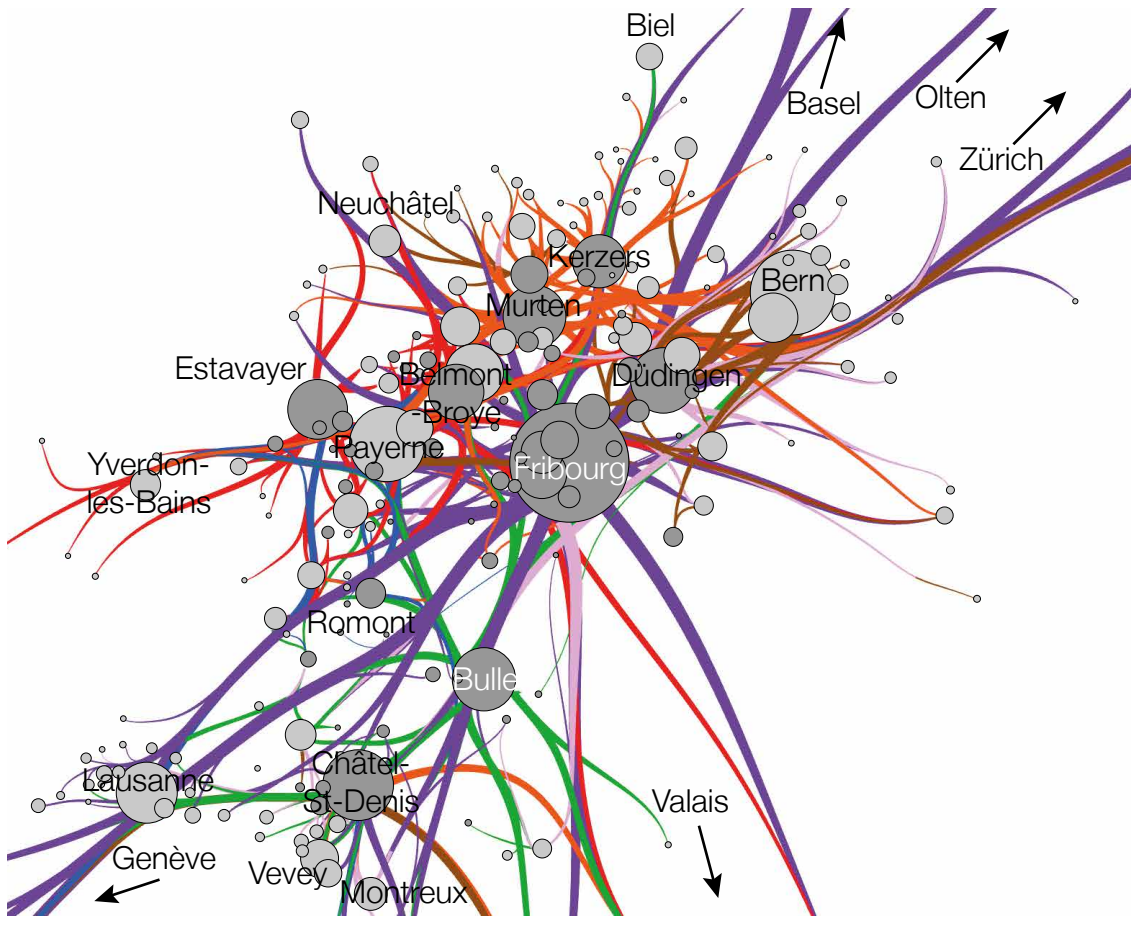 Biel
Basel
Olten
Zürich
Neuchâtel
Kerzers
Bern
Murten
Estavayer
Belmont
-Broye
Düdingen
Payerne
Fribourg
Yverdon-
les-Bains
Romont
Bulle
Châtel-
St-Denis
Lausanne
Valais
Genève
Vevey
Montreux